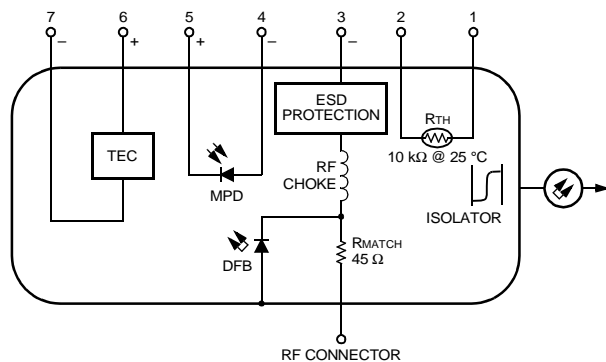 7 6 5 4 3 2 1
– + + – –
ESD
PROTECTION
RTH
10 kΩ @ 25 °C
TEC
RF
CHOKE
MPD
ISOLATOR
DFB
RMATCH
45 Ω
RF CONNECTOR